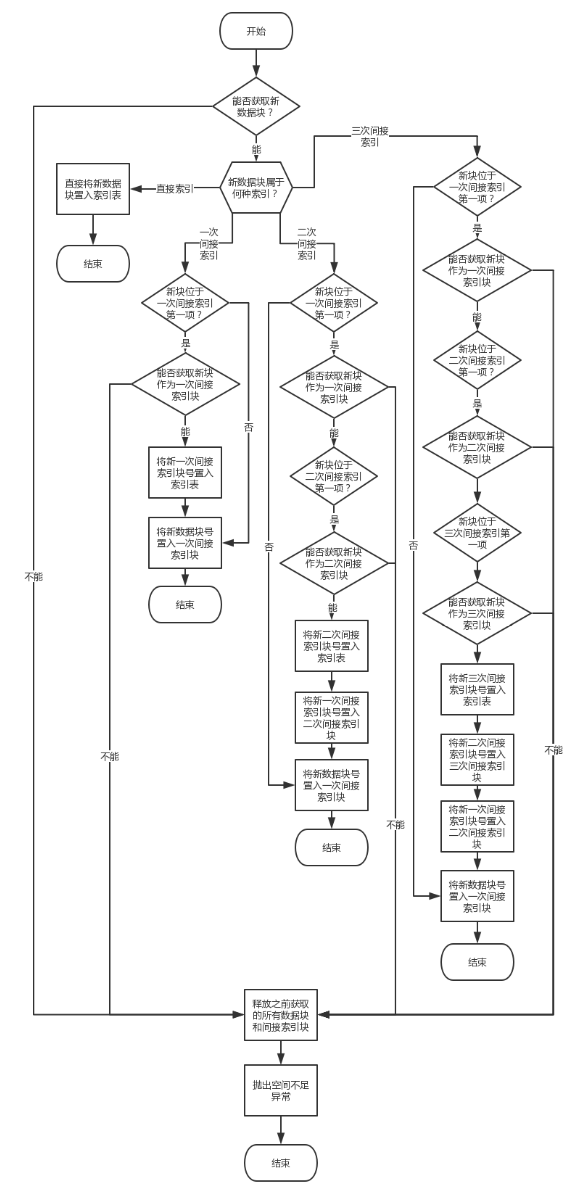 开始
能否获取新
数据块？
能
三次间接
索引
直接将新数据
块置入索引表
直接索引
新数据块属于
何种索引？
结束
一次
间接
索引
二次
间接
索引
新块位于
一次间接索引
第一项？
是
能否获取新块
作为一次间接
索引块
能
将新一次间接
索引块号置入
索引表
将新数据块号
置入一次间接
索引块
结束
否
新块位于
一次间接索引
第一项？
是
能否获取新块
作为一次间接
索引块
能
新块位于
二次间接索引
第一项？
是
能否获取新块
作为二次间接
索引块
能
将新二次间接
索引块号置入
索引表
将新一次间接
索引块号置入
二次间接索引
块
将新数据块号
置入一次间接
索引块
结束
否
新块位于
一次间接索引
第一项？
是
能否获取新块
作为一次间接
索引块
能
新块位于
二次间接索引
第一项？
是
能否获取新块
作为二次间接
索引块
新块位于
三次间接索引第
一项
能否获取新块
作为三次间接
索引块
将新三次间接
索引块号置入
索引表
将新二次间接
索引块号置入
三次间接索引
块
将新一次间接
索引块号置入
二次间接索引
块
将新数据块号
置入一次间接
索引块
结束
否
不能
不能
不能
不能
释放之前获取
的所有数据块
和间接索引块
抛出空间不足
异常
结束